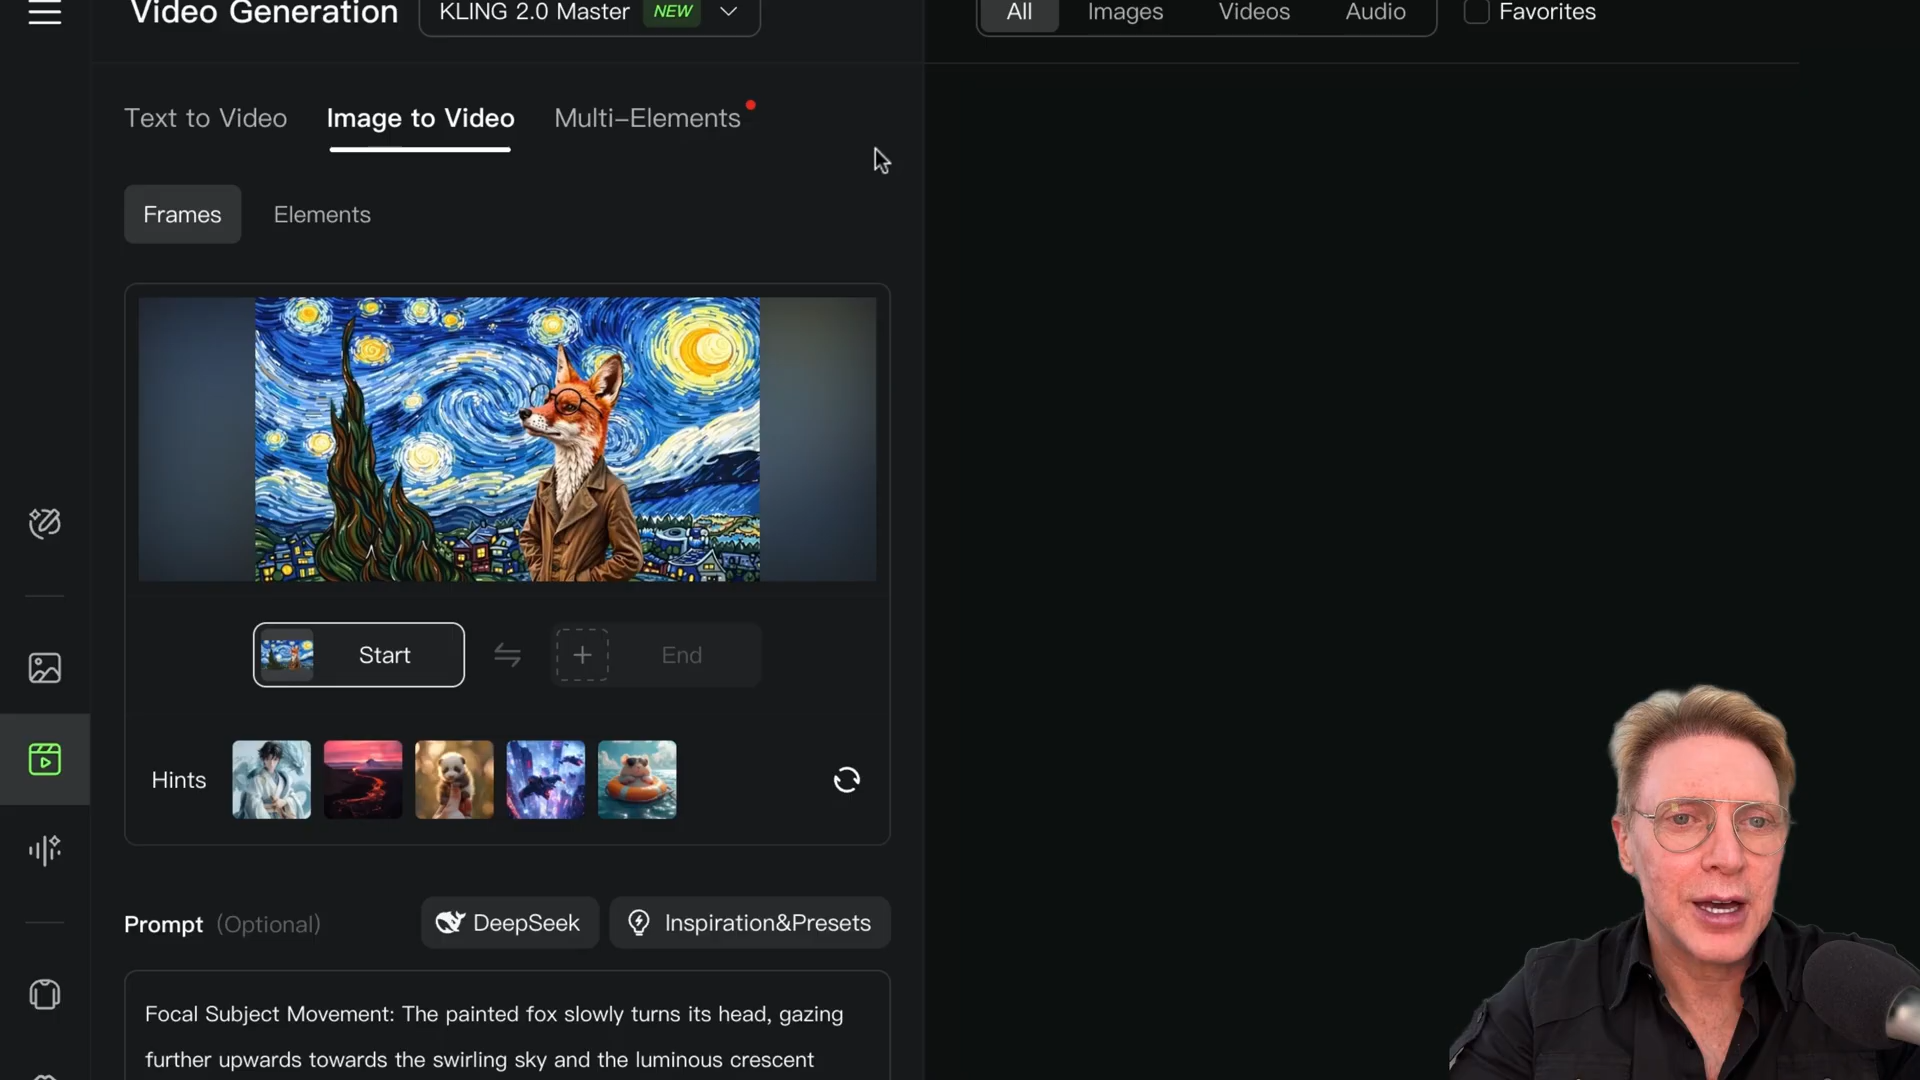 Video Generation
KLING 2.0 Master NEW
All Images Videos Audio Favorites
Text to Video Image to Video Multi-Elements
Frames Elements
Start End
Hints
Prompt (Optional) DeepSeek Inspiration&Presets
Focal Subject Movement: The painted fox slowly turns its head, gazing
further upwards towards the swirling sky and the luminous crescent